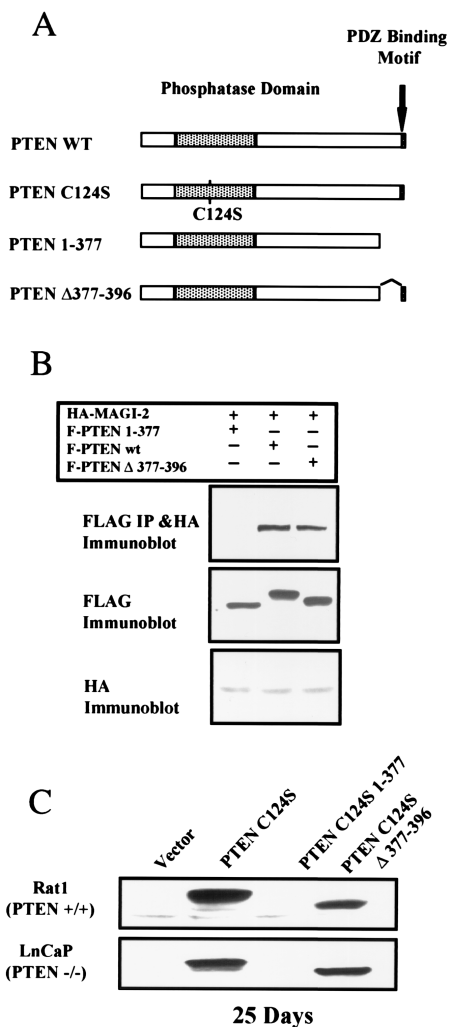 A
PDZ Binding
Motif
Phosphatase Domain
PTEN WT
PTEN C124S
C124S
PTEN 1-377
PTEN Δ377-396
B
HA-MAGI-2 + + +
F-PTEN 1-377 + – –
F-PTEN wt – + –
F-PTEN Δ 377-396 – – +
FLAG IP &HA
Immunoblot
FLAG
Immunoblot
HA
Immunoblot
C
Vector
PTEN C124S
PTEN C124S 1-377
PTEN C124S
Δ 377-396
Rat1
(PTEN +/+)
LnCaP
(PTEN -/-)
25 Days